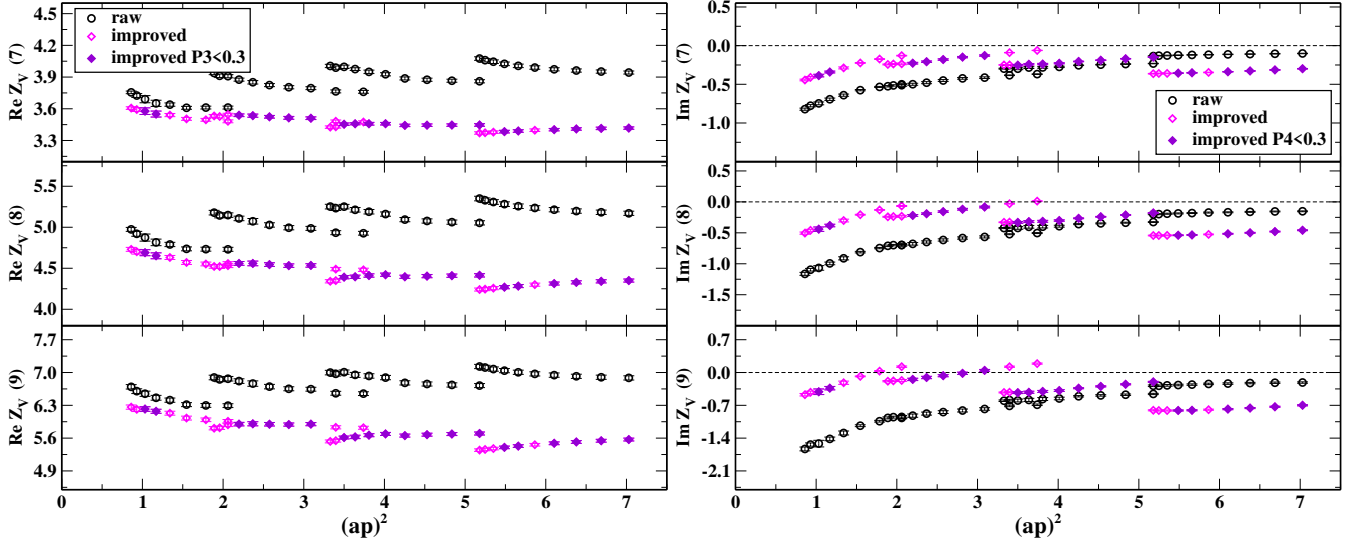 4.5
4.2
3.9
3.6
3.3
Re Z_V (7)
raw
improved
improved P3<0.3
5.5
5.0
4.5
4.0
Re Z_V (8)
7.7
7.0
6.3
5.6
4.9
Re Z_V (9)
0 1 2 3 4 5 6 7
(ap)^2
0.5
0.0
-0.5
-1.0
Im Z_V (7)
raw
improved
improved P4<0.3
0.5
0.0
-0.5
-1.0
-1.5
Im Z_V (8)
0.7
0.0
-0.7
-1.4
-2.1
Im Z_V (9)
0 1 2 3 4 5 6 7
(ap)^2